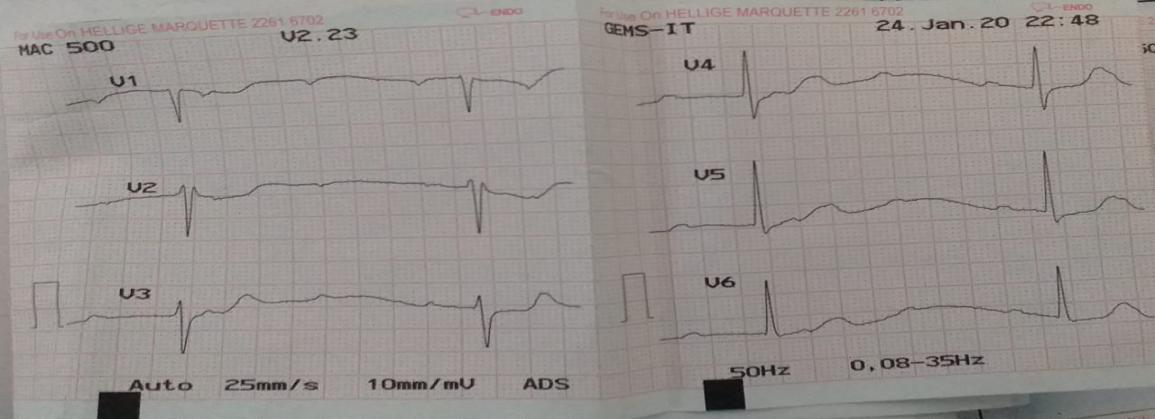 For Use On HELLIGE MARQUETTE 2261 6702 ENDO
MAC 500 V2.23
V1
V2
V3
Auto 25mm/s 10mm/mV ADS
For Use On HELLIGE MARQUETTE 2261 6702 ENDO
GEMS-IT 24.Jan.20 22:48
V4
V5
V6
50Hz 0,08-35Hz